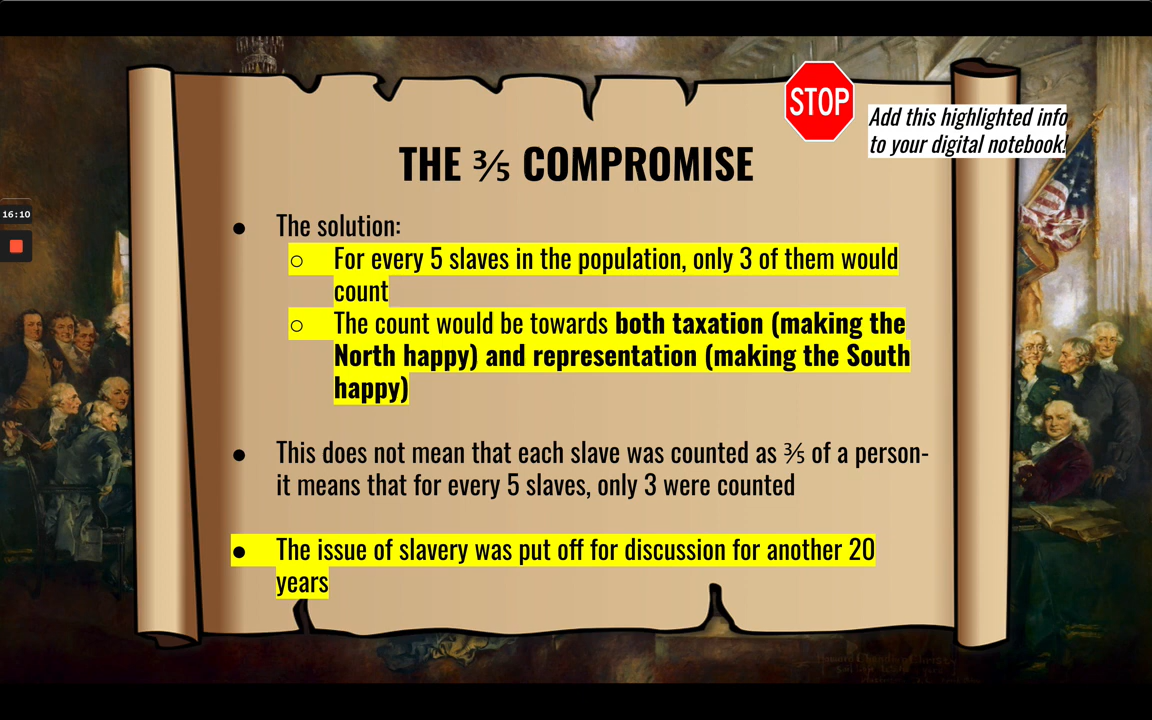 STOP
Add this highlighted info
to your digital notebook!
THE ⅗ COMPROMISE
16:10
● The solution:
○ For every 5 slaves in the population, only 3 of them would
count
○ The count would be towards both taxation (making the
North happy) and representation (making the South
happy)
● This does not mean that each slave was counted as ⅗ of a person-
it means that for every 5 slaves, only 3 were counted
● The issue of slavery was put off for discussion for another 20
years